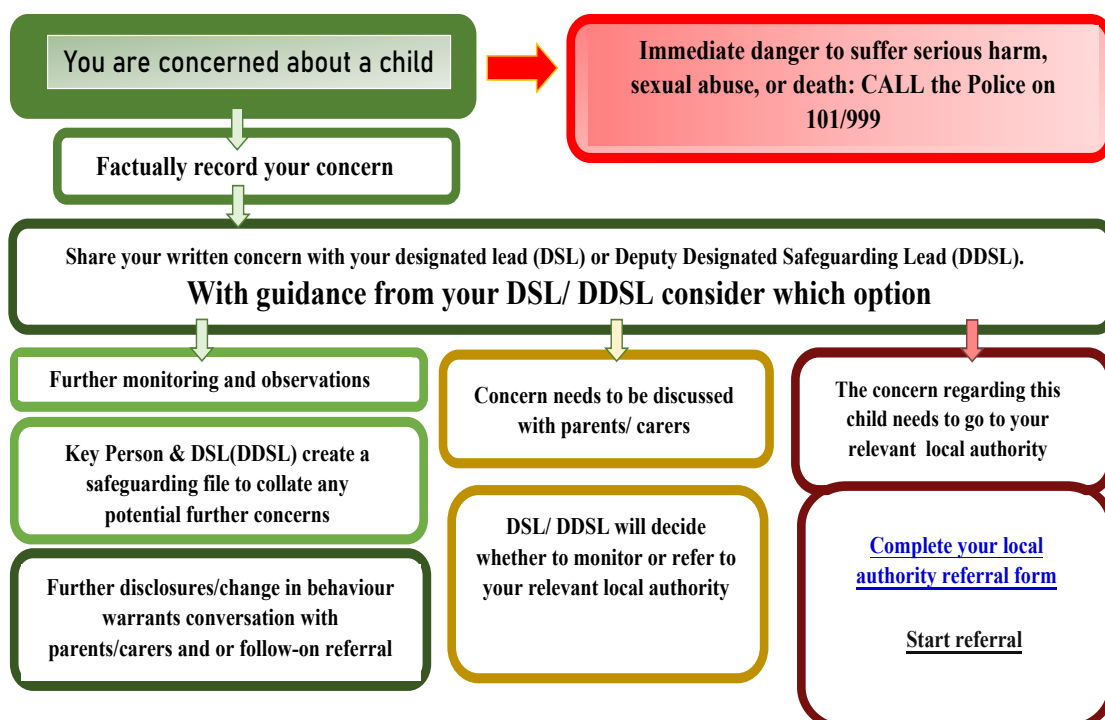 You are concerned about a child
Immediate danger to suffer serious harm,
sexual abuse, or death: CALL the Police on
101/999
Factually record your concern
Share your written concern with your designated lead (DSL) or Deputy Designated Safeguarding Lead (DDSL).
With guidance from your DSL/ DDSL consider which option
Further monitoring and observations
Key Person & DSL(DDSL) create a
safeguarding file to collate any
potential further concerns
Further disclosures/change in behaviour
warrants conversation with
parents/carers and or follow-on referral
Concern needs to be discussed
with parents/ carers
DSL/ DDSL will decide
whether to monitor or refer to
your relevant local authority
The concern regarding this
child needs to go to your
relevant local authority
Complete your local
authority referral form
Start referral